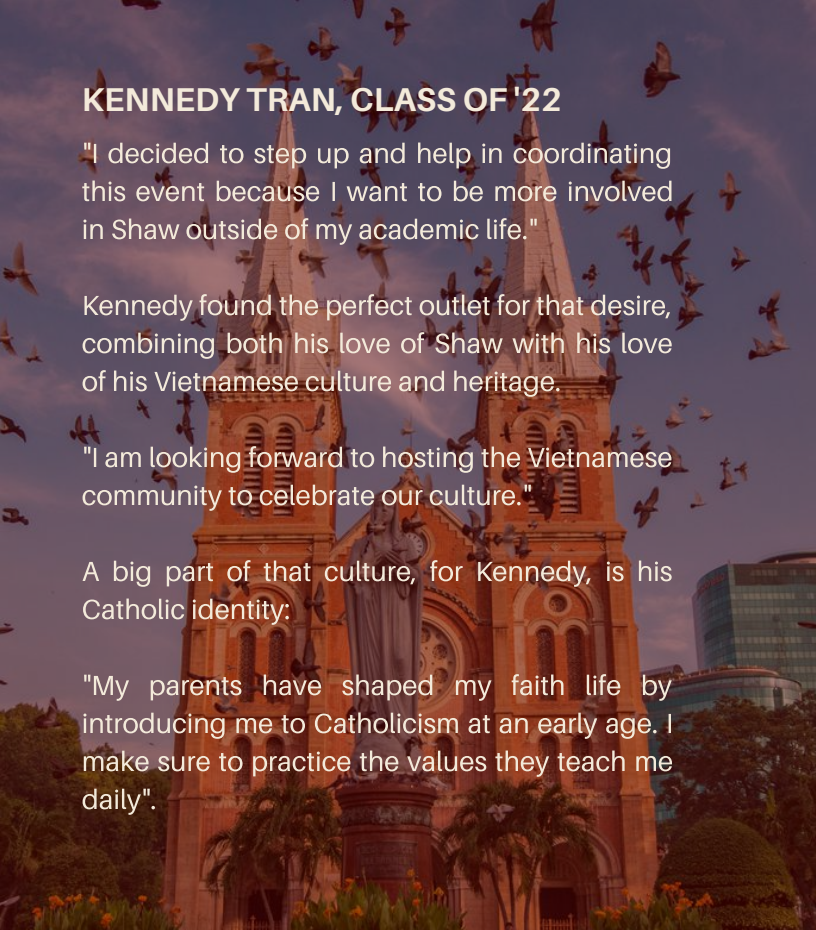 KENNEDY TRAN, CLASS OF '22
"I decided to step up and help in coordinating
this event because I want to be more involved
in Shaw outside of my academic life."
Kennedy found the perfect outlet for that desire,
combining both his love of Shaw with his love
of his Vietnamese culture and heritage.
"I am looking forward to hosting the Vietnamese
community to celebrate our culture."
A big part of that culture, for Kennedy, is his
Catholic identity:
"My parents have shaped my faith life by
introducing me to Catholicism at an early age. I
make sure to practice the values they teach me
daily".